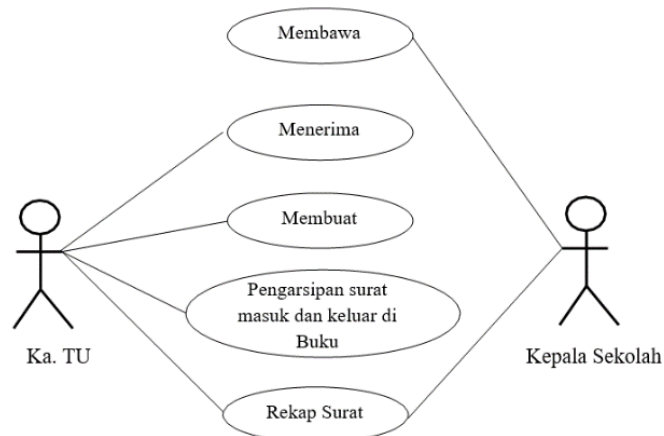 Membawa
Menerima
Membuat
Pengarsipan surat
masuk dan keluar di
Buku
Ka. TU
Kepala Sekolah
Rekap Surat